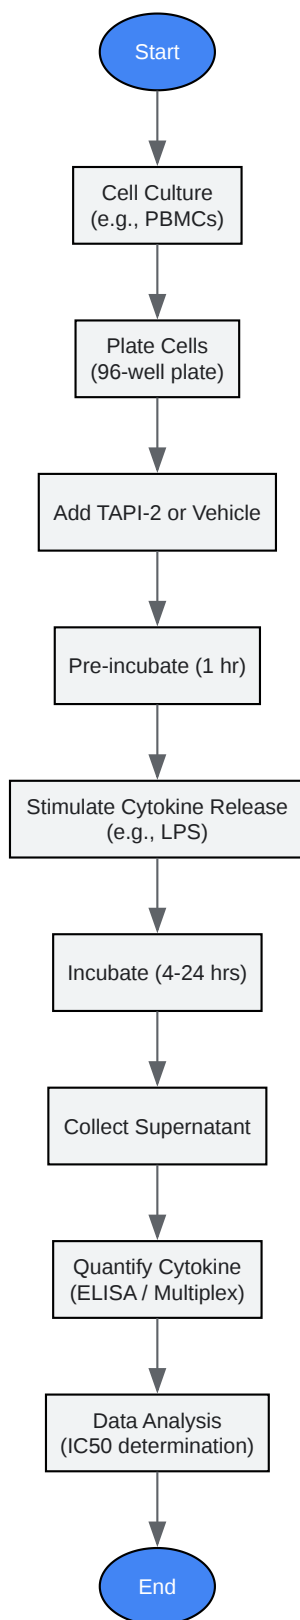 Start
Cell Culture
(e.g., PBMCs)
Plate Cells
(96-well plate)
Add TAPI-2 or Vehicle
Pre-incubate (1 hr)
Stimulate Cytokine Release
(e.g., LPS)
Incubate (4-24 hrs)
Collect Supernatant
Quantify Cytokine
(ELISA / Multiplex)
Data Analysis
(IC50 determination)
End